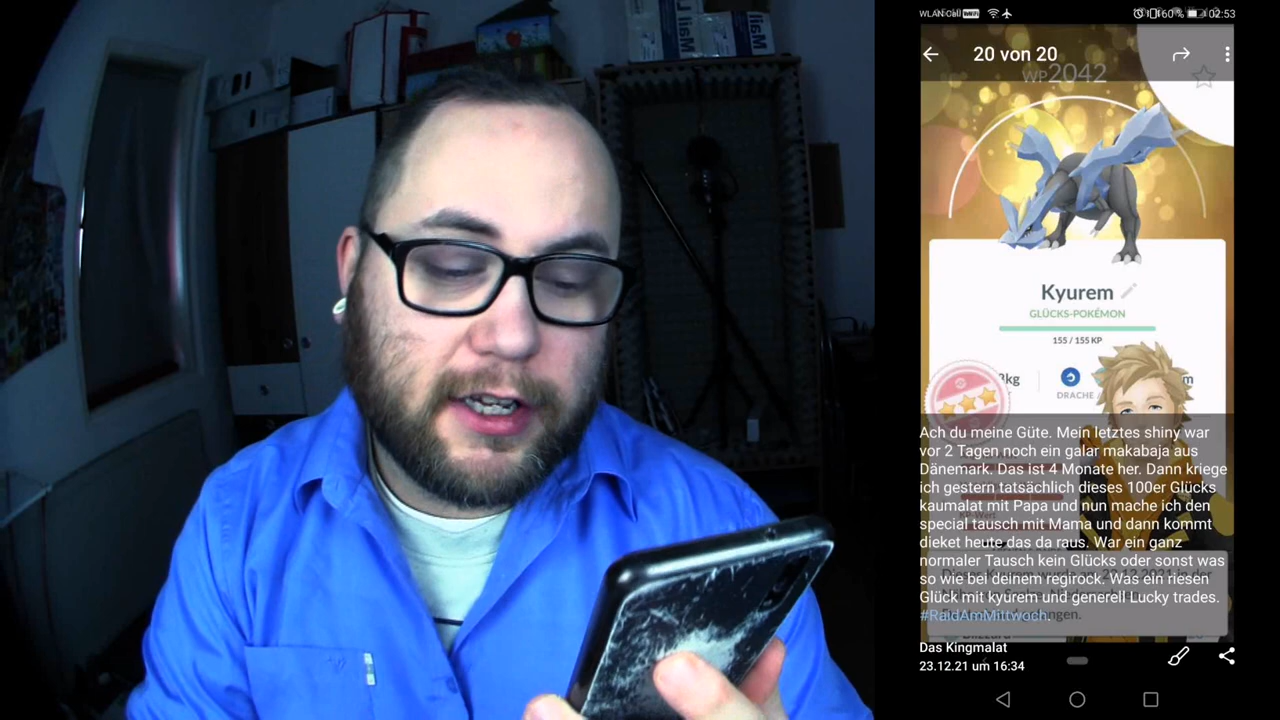 WLAN Call VoWiFi 60 % 02:53
20 von 20
WP2042
Kyurem
GLÜCKS-POKÉMON
155 / 155 KP
kg
m
DRACHE
Ach du meine Güte. Mein letztes shiny war
vor 2 Tagen noch ein galar makabaja aus
Dänemark. Das ist 4 Monate her. Dann kriege
ich gestern tatsächlich dieses 100er Glücks
kaumalat mit Papa und nun mache ich den
special tausch mit Mama und dann kommt
dieket heute das da raus. War ein ganz
normaler Tausch kein Glücks oder sonst was
so wie bei deinem regirock. Was ein riesen
Glück mit kyurem und generell Lucky trades.
#RaidAmMittwoch.
Das Kingmalat
23.12.21 um 16:34